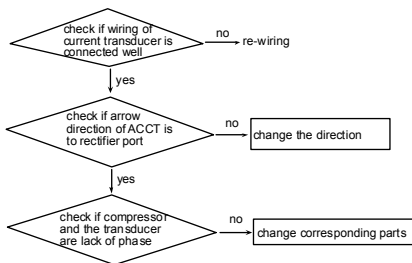 check if wiring of
current transducer is
connected well
no
re-wiring
yes
check if arrow
direction of ACCT is
to rectifier port
no
change the direction
yes
check if compressor
and the transducer
are lack of phase
no
change corresponding parts